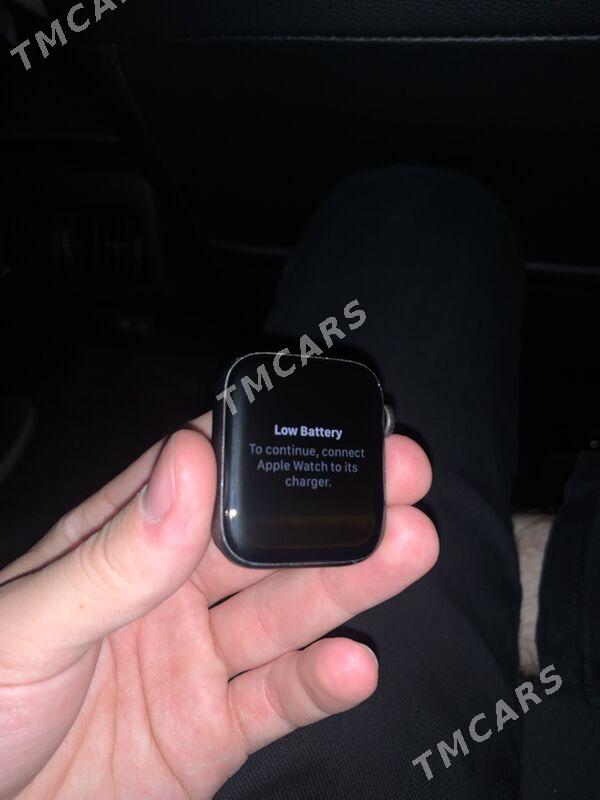 TMCARS
TMCARS
Low Battery
To continue, connect
Apple Watch to its
charger.
TMCARS